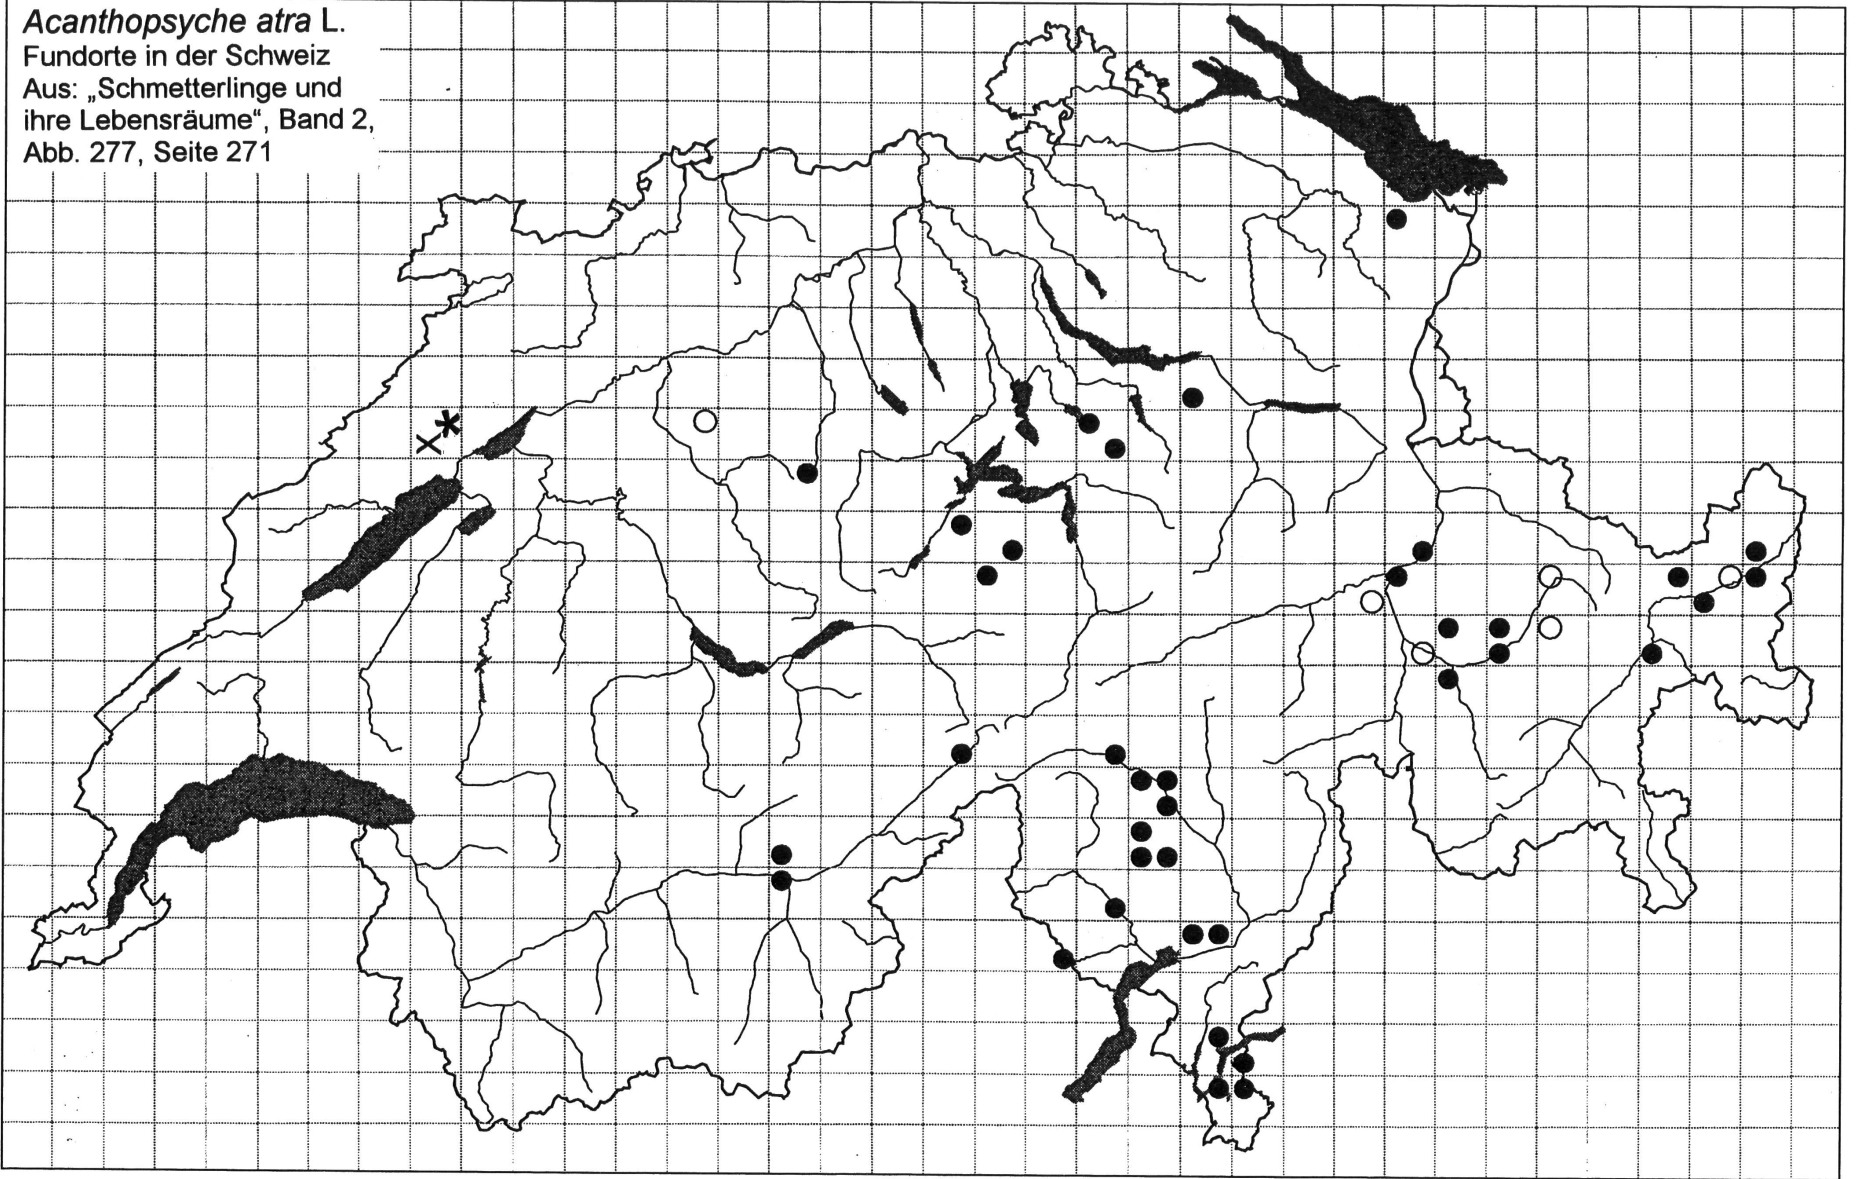 Acanthopsyche atra L.
Fundorte in der Schweiz
Aus: „Schmetterlinge und
ihre Lebensräume“, Band 2,
Abb. 277, Seite 271